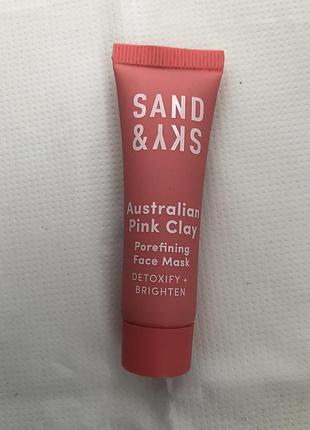 SAND
& SKY
Australian
Pink Clay
Porefining
Face Mask
DETOXIFY +
BRIGHTEN